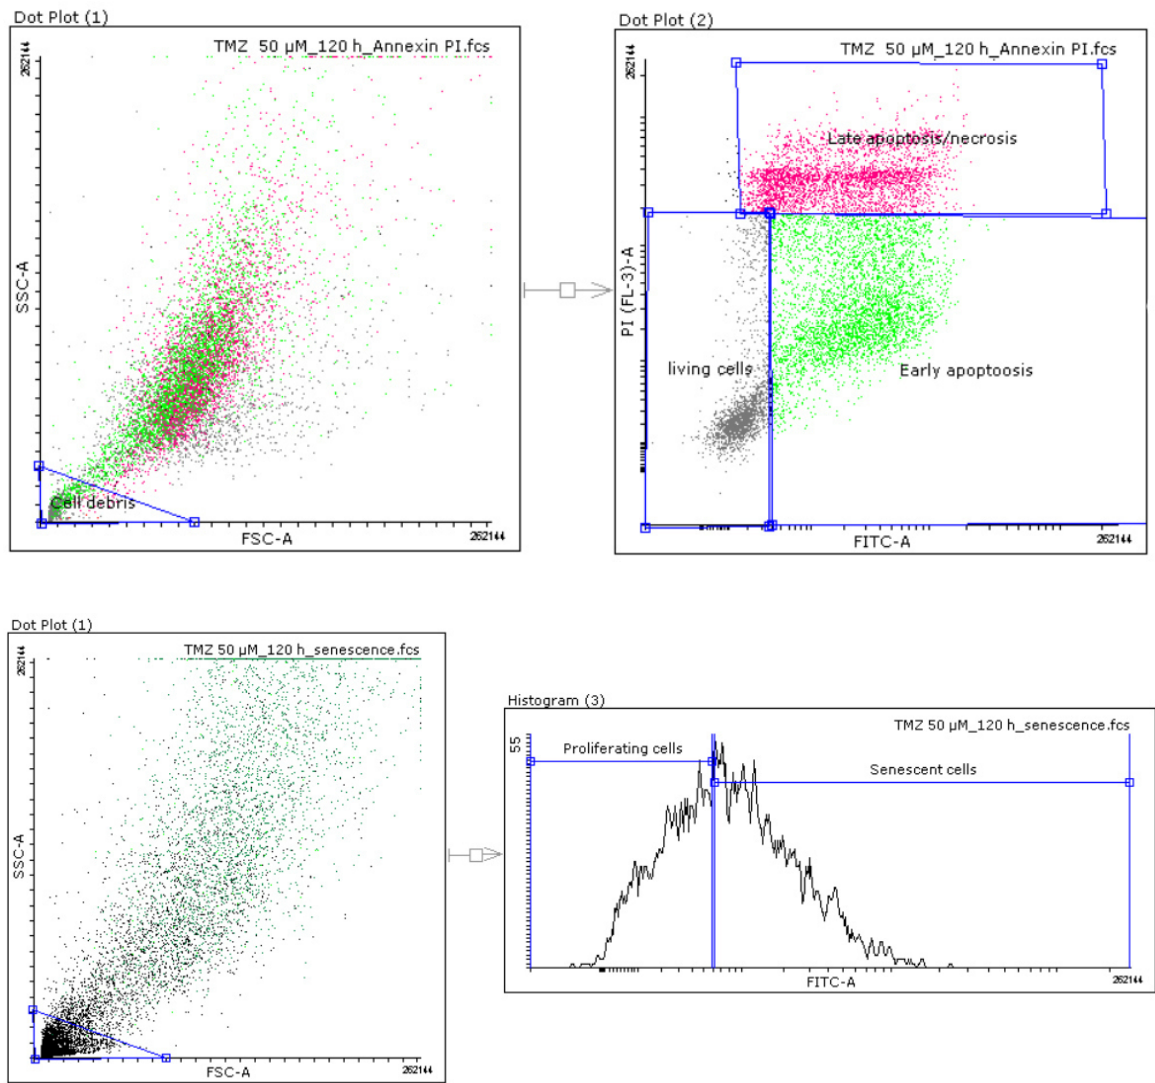 Dot Plot (1)
TMZ  50 µM_120 h_Annexin PI.fcs
262144
SSC-A
Cell debris
FSC-A
262144
Dot Plot (2)
TMZ  50 µM_120 h_Annexin PI.fcs
262144
Late apoptosis/necrosis
PI (FL-3)-A
living cells
Early apoptoosis
FITC-A
262144
Dot Plot (1)
TMZ 50 µM_120 h_senescence.fcs
262144
SSC-A
FSC-A
262144
Histogram (3)
TMZ 50 µM_120 h_senescence.fcs
55
Proliferating cells
Senescent cells
FITC-A
262144